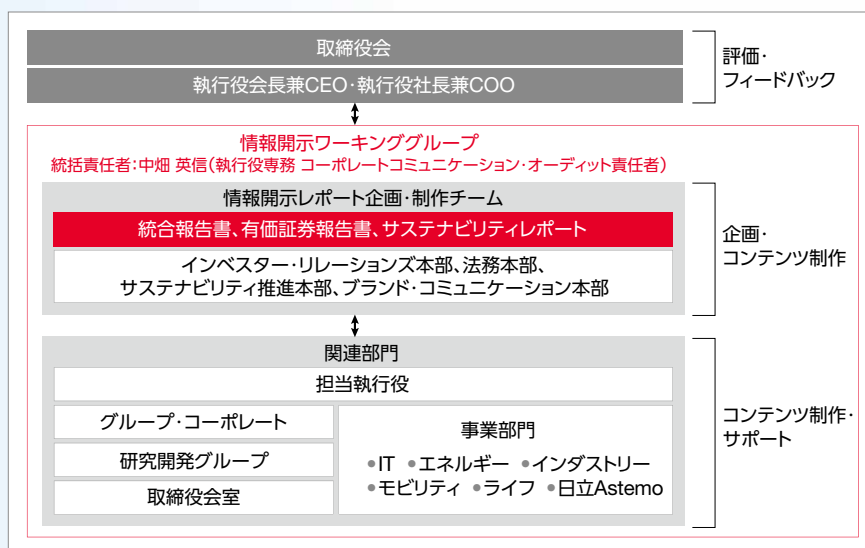 取締役会
執行役会長兼CEO・執行役社長兼COO
評価・
フィードバック
情報開示ワーキンググループ
統括責任者：中畑 英信（執行役専務 コーポレートコミュニケーション・オーディット責任者）
情報開示レポート企画・制作チーム
統合報告書、有価証券報告書、サステナビリティレポート
インベスター・リレーションズ本部、法務本部、
サステナビリティ推進本部、ブランド・コミュニケーション本部
企画・
コンテンツ制作
関連部門
担当執行役
グループ・コーポレート
研究開発グループ
取締役会室
事業部門
●IT ●エネルギー ●インダストリー
●モビリティ ●ライフ ●日立Astemo
コンテンツ制作・
サポート